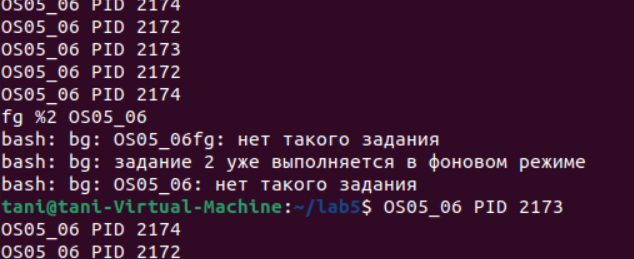 OS05_06 PID 2174
OS05_06 PID 2172
OS05_06 PID 2173
OS05_06 PID 2172
OS05_06 PID 2174
fg %2 OS05_06
bash: bg: OS05_06fg: нет такого задания
bash: bg: задание 2 уже выполняется в фоновом режиме
bash: bg: OS05_06: нет такого задания
tani@tani-Virtual-Machine:~/lab5$ OS05_06 PID 2173
OS05_06 PID 2174
OS05_06 PID 2172